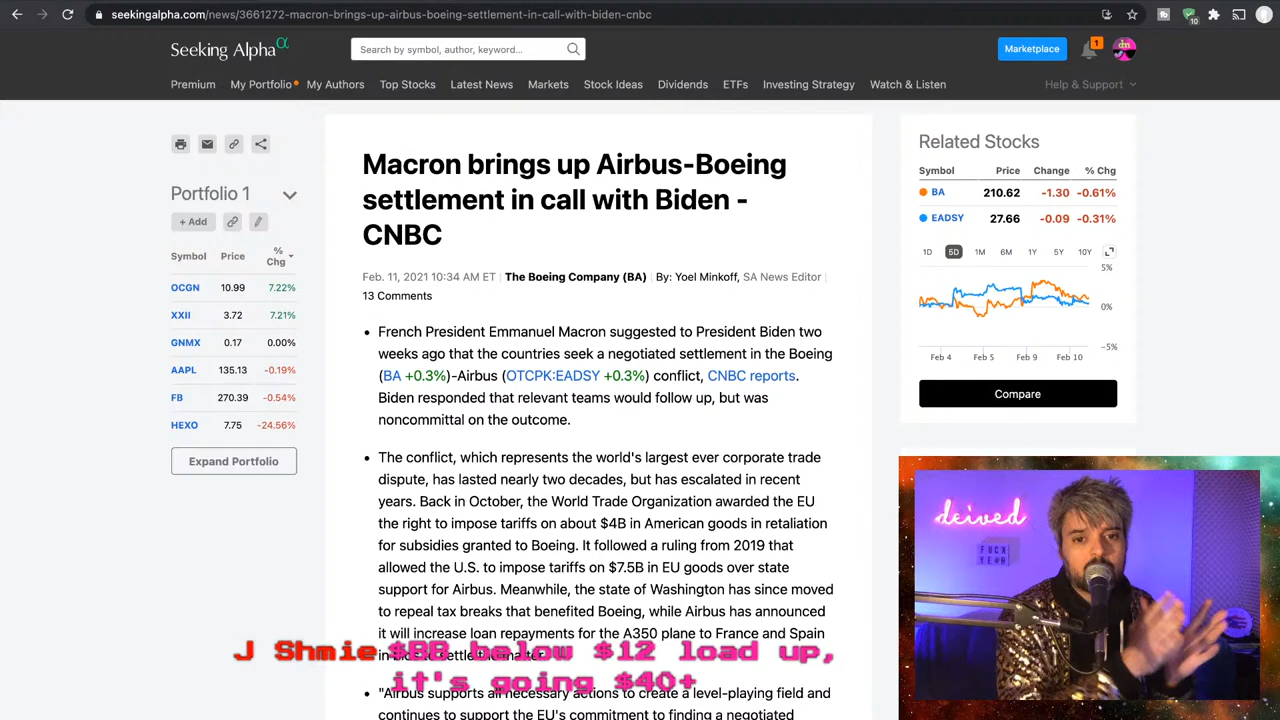 seekingalpha.com/news/3661272-macron-brings-up-airbus-boeing-settlement-in-call-with-biden-cnbc
10
Seeking Alpha α
Search by symbol, author, keyword...
Marketplace
1
dm
Premium
My Portfolio
My Authors
Top Stocks
Latest News
Markets
Stock Ideas
Dividends
ETFs
Investing Strategy
Watch & Listen
Help & Support
Portfolio 1
+ Add
Symbol Price % Chg
OCGN 10.99 7.22%
XXII 3.72 7.21%
GNMX 0.17 0.00%
AAPL 135.13 -0.19%
FB 270.39 -0.54%
HEXO 7.75 -24.56%
Expand Portfolio
Macron brings up Airbus-Boeing
settlement in call with Biden -
CNBC
Feb. 11, 2021 10:34 AM ET | The Boeing Company (BA) | By: Yoel Minkoff, SA News Editor |
13 Comments
• French President Emmanuel Macron suggested to President Biden two
weeks ago that the countries seek a negotiated settlement in the Boeing
(BA +0.3%)-Airbus (OTCPK:EADSY +0.3%) conflict, CNBC reports.
Biden responded that relevant teams would follow up, but was
noncommittal on the outcome.
• The conflict, which represents the world's largest ever corporate trade
dispute, has lasted nearly two decades, but has escalated in recent
years. Back in October, the World Trade Organization awarded the EU
the right to impose tariffs on about $4B in American goods in retaliation
for subsidies granted to Boeing. It followed a ruling from 2019 that
allowed the U.S. to impose tariffs on $7.5B in EU goods over state
support for Airbus. Meanwhile, the state of Washington has since moved
to repeal tax breaks that benefited Boeing, while Airbus has announced
it will increase loan repayments for the A350 plane to France and Spain
in
• "Airbus supports all necessary actions to create a level-playing field and
continues to support the EU's commitment to finding a negotiated
J Shmie $BB below $12 load up,
it's going $40+
Related Stocks
Symbol Price Change % Chg
BA 210.62 -1.30 -0.61%
EADSY 27.66 -0.09 -0.31%
1D 5D 1M 6M 1Y 5Y 10Y
5%
0%
-5%
Feb 4 Feb 5 Feb 9 Feb 10
Compare
deived
FUCK
YEAH